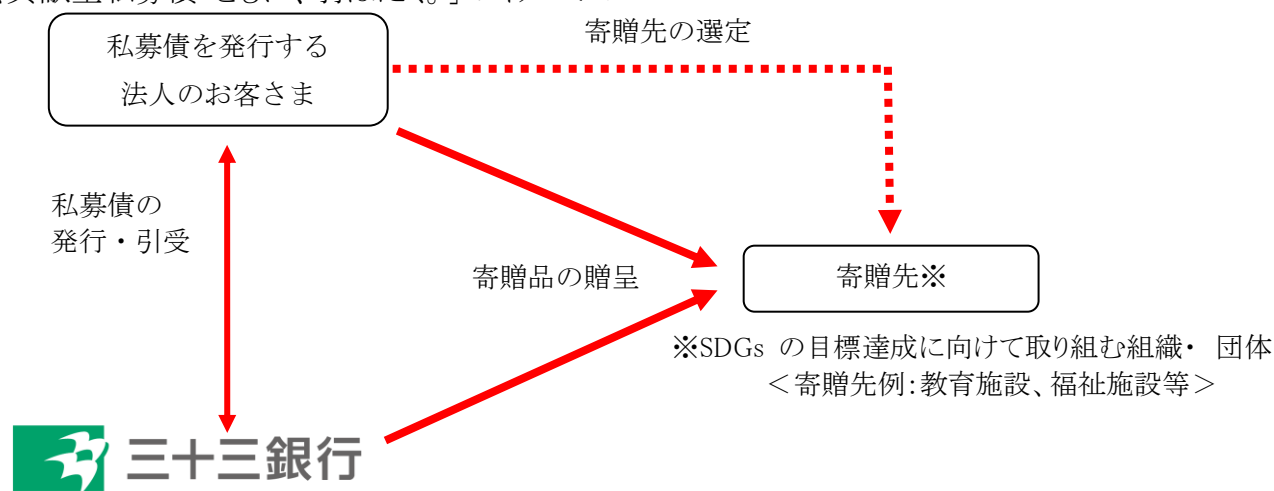 私募債を発行する
法人のお客さま
寄贈先の選定
私募債の
発行・引受
寄贈品の贈呈
寄贈先※
※SDGs の目標達成に向けて取り組む組織・ 団体
＜寄贈先例：教育施設、福祉施設等＞
三十三銀行